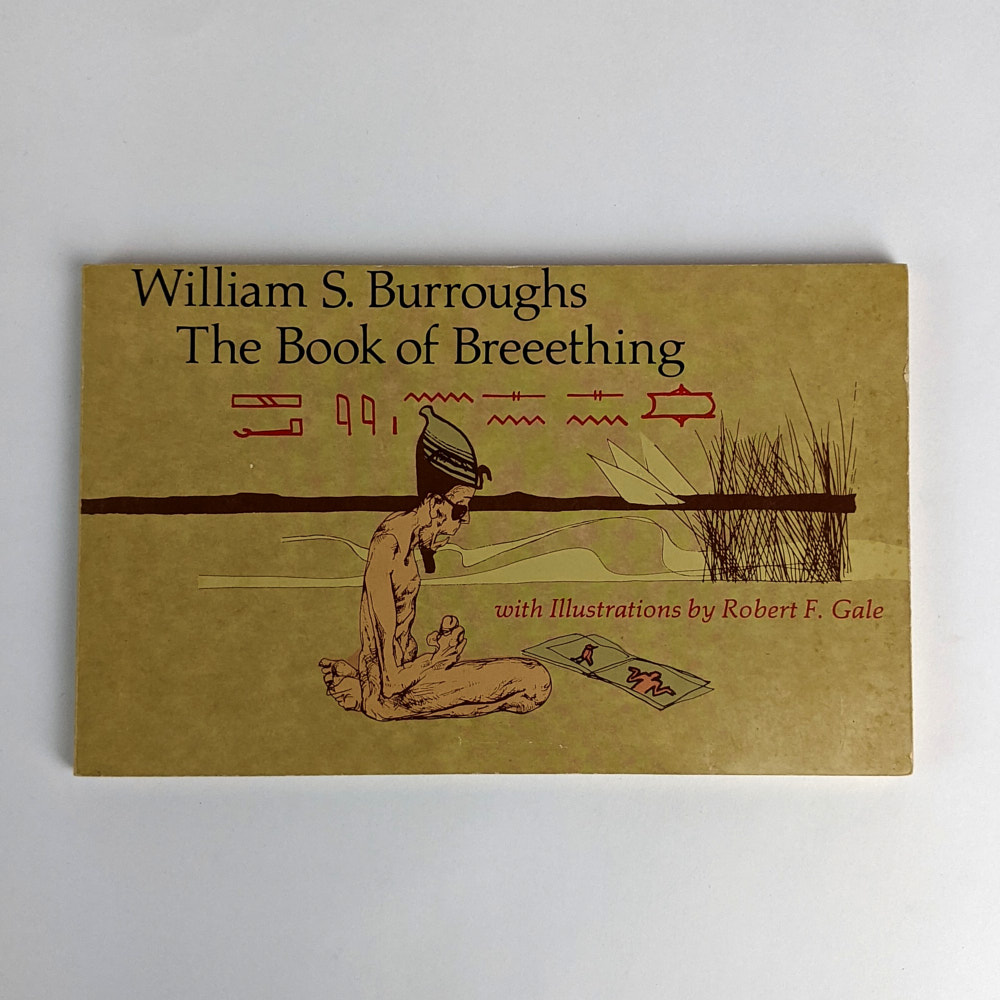 William S. Burroughs
The Book of Breeething
with Illustrations by Robert F. Gale